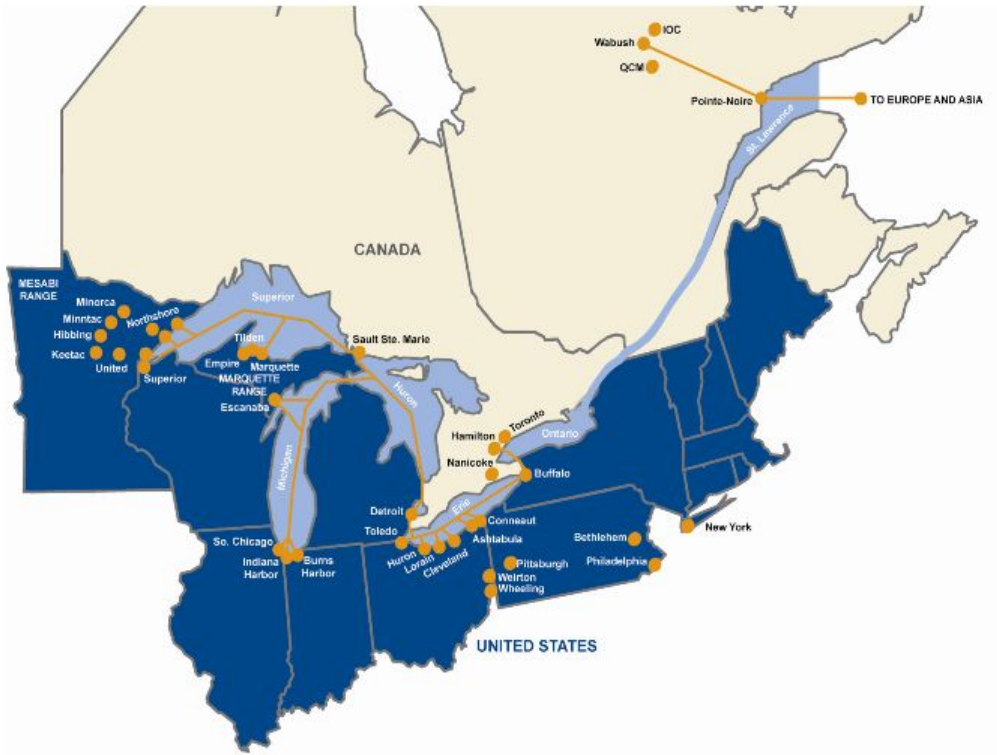 IOC
Wabush
QCM
Pointe-Noire
TO EUROPE AND ASIA
St. Lawrence
CANADA
MESABI
RANGE
Minorca
Minntac
Northshore
Hibbing
Keetac
United
Superior
Superior
Tilden
Empire
Marquette
MARQUETTE
RANGE
Escanaba
Sault Ste. Marie
Huron
Michigan
Toronto
Hamilton
Ontario
Nanicoke
Buffalo
Erie
Detroit
Toledo
Conneaut
Ashtabula
Huron
Lorain
Cleveland
So. Chicago
Indiana
Harbor
Burns
Harbor
New York
Bethlehem
Philadelphia
Pittsburgh
Weirton
Wheeling
UNITED STATES